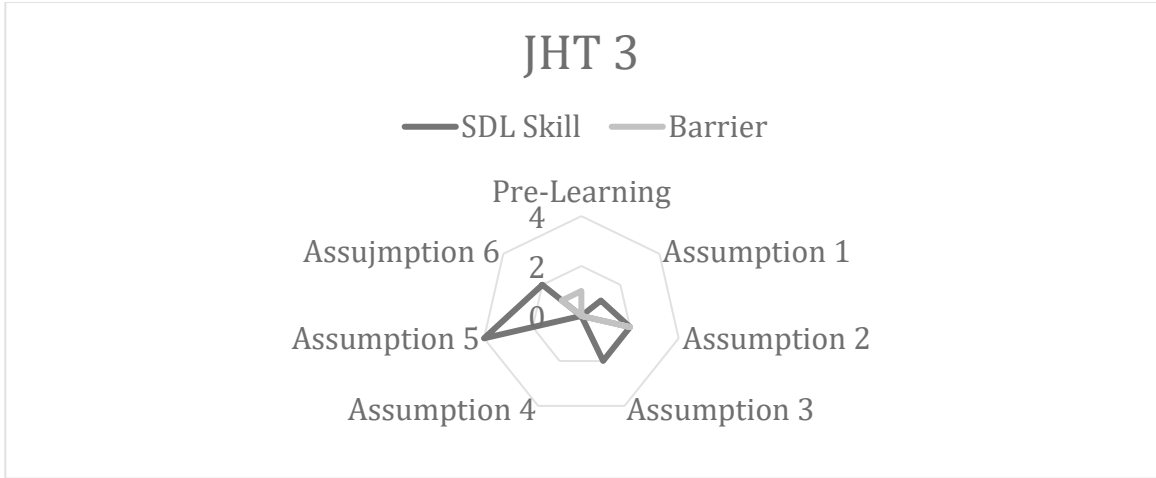 JHT 3
SDL Skill Barrier
Pre-Learning
4
Assujmption 6 Assumption 1
2
0
Assumption 5 Assumption 2
Assumption 4 Assumption 3